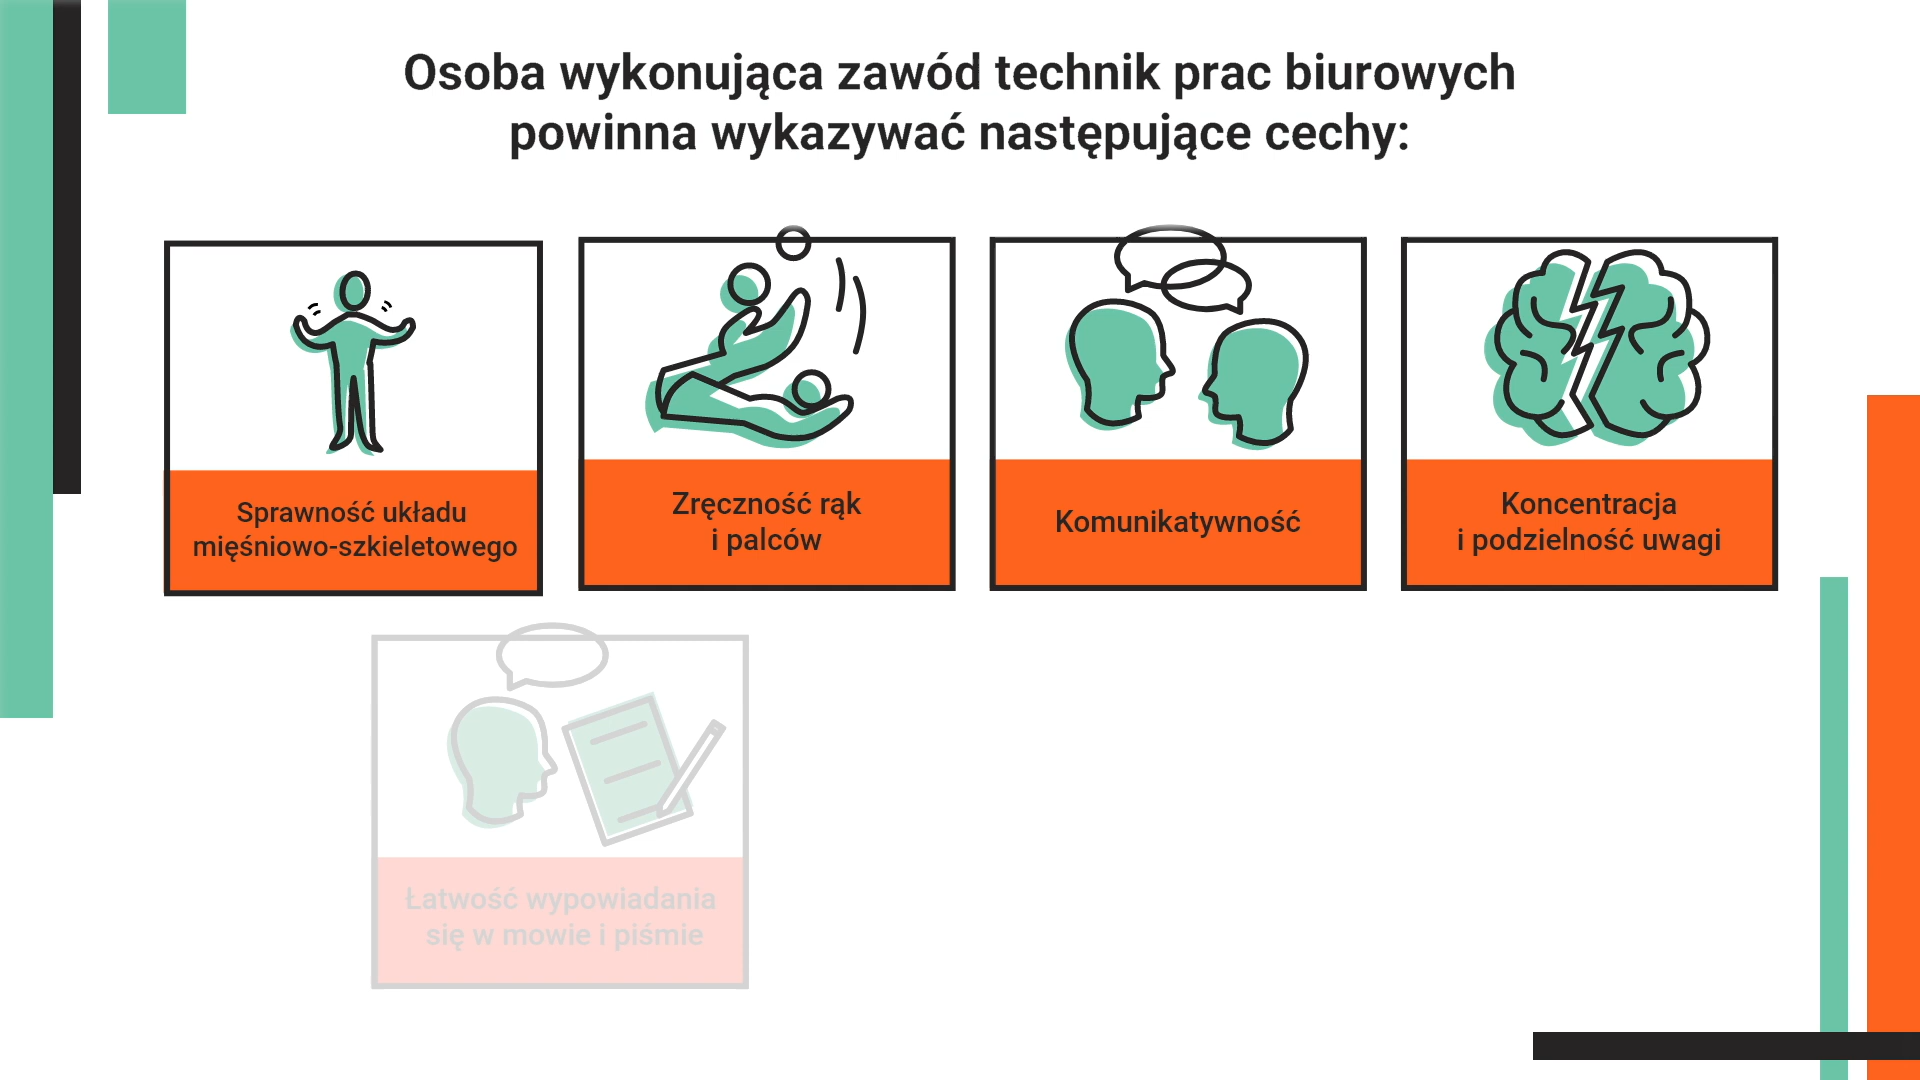 Osoba wykonująca zawód technik prac biurowych
powinna wykazywać następujące cechy:
Sprawność układu
mięśniowo-szkieletowego
Zręczność rąk
i palców
Komunikatywność
Koncentracja
i podzielność uwagi
Łatwość wypowiadania
się w mowie i piśmie